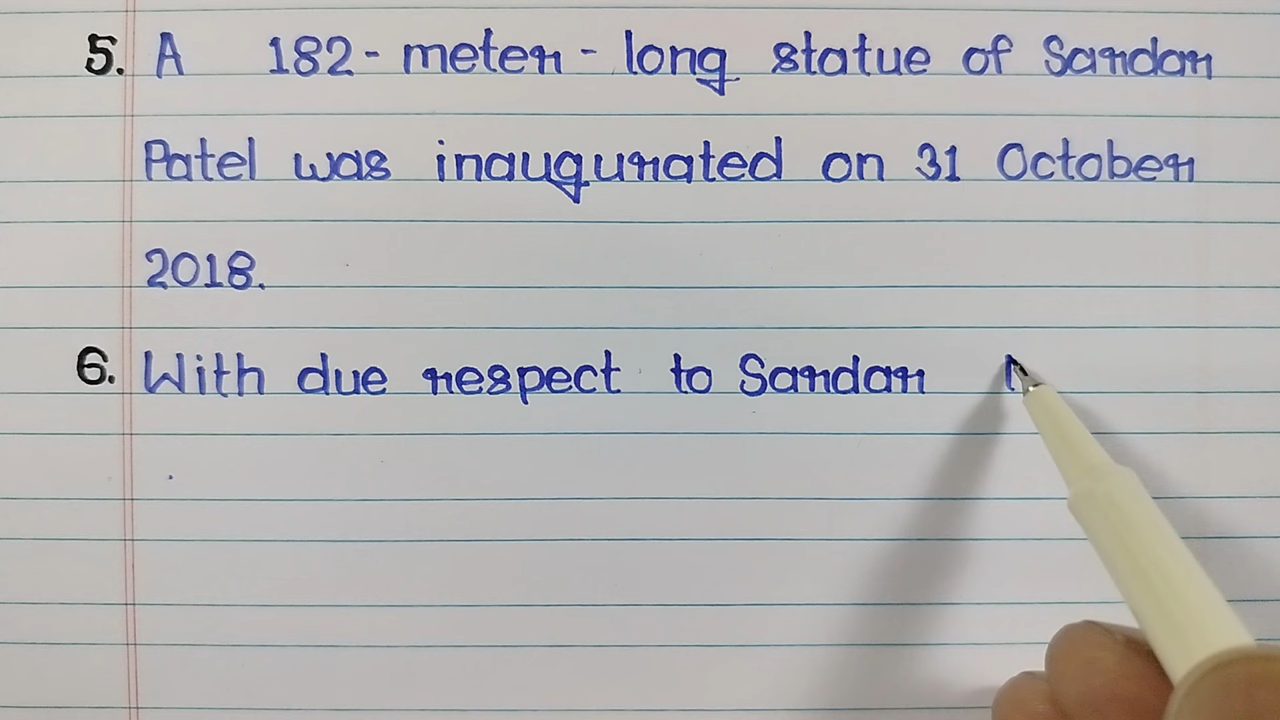 5. A 182-meter-long statue of Sardar
Patel was inaugurated on 31 October
2018.
6. With due respect to Sardar